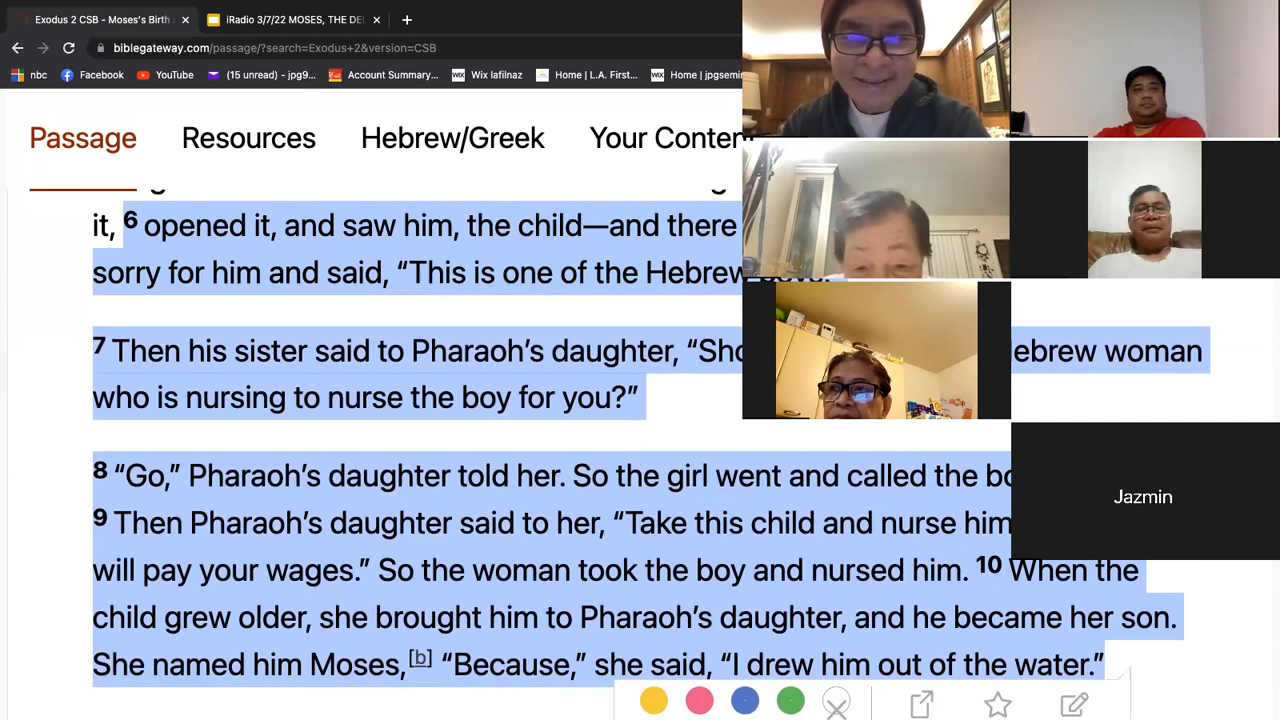 Exodus 2 CSB - Moses's Birth
iRadio 3/7/22 MOSES, THE DEL
biblegateway.com/passage/?search=Exodus+2&version=CSB
nbc Facebook YouTube (15 unread) - jpg9... Account Summary... Wix lafilnaz Home | L.A. First... Home | jpgsemi
Passage Resources Hebrew/Greek Your Conten
it, 6 opened it, and saw him, the child—and there
sorry for him and said, “This is one of the Hebrew
7 Then his sister said to Pharaoh’s daughter, “Sho ebrew woman
who is nursing to nurse the boy for you?”
8 “Go,” Pharaoh’s daughter told her. So the girl went and called the bo
9 Then Pharaoh’s daughter said to her, “Take this child and nurse him
Jazmin
will pay your wages.” So the woman took the boy and nursed him. 10 When the
child grew older, she brought him to Pharaoh’s daughter, and he became her son.
She named him Moses,[b] “Because,” she said, “I drew him out of the water.”